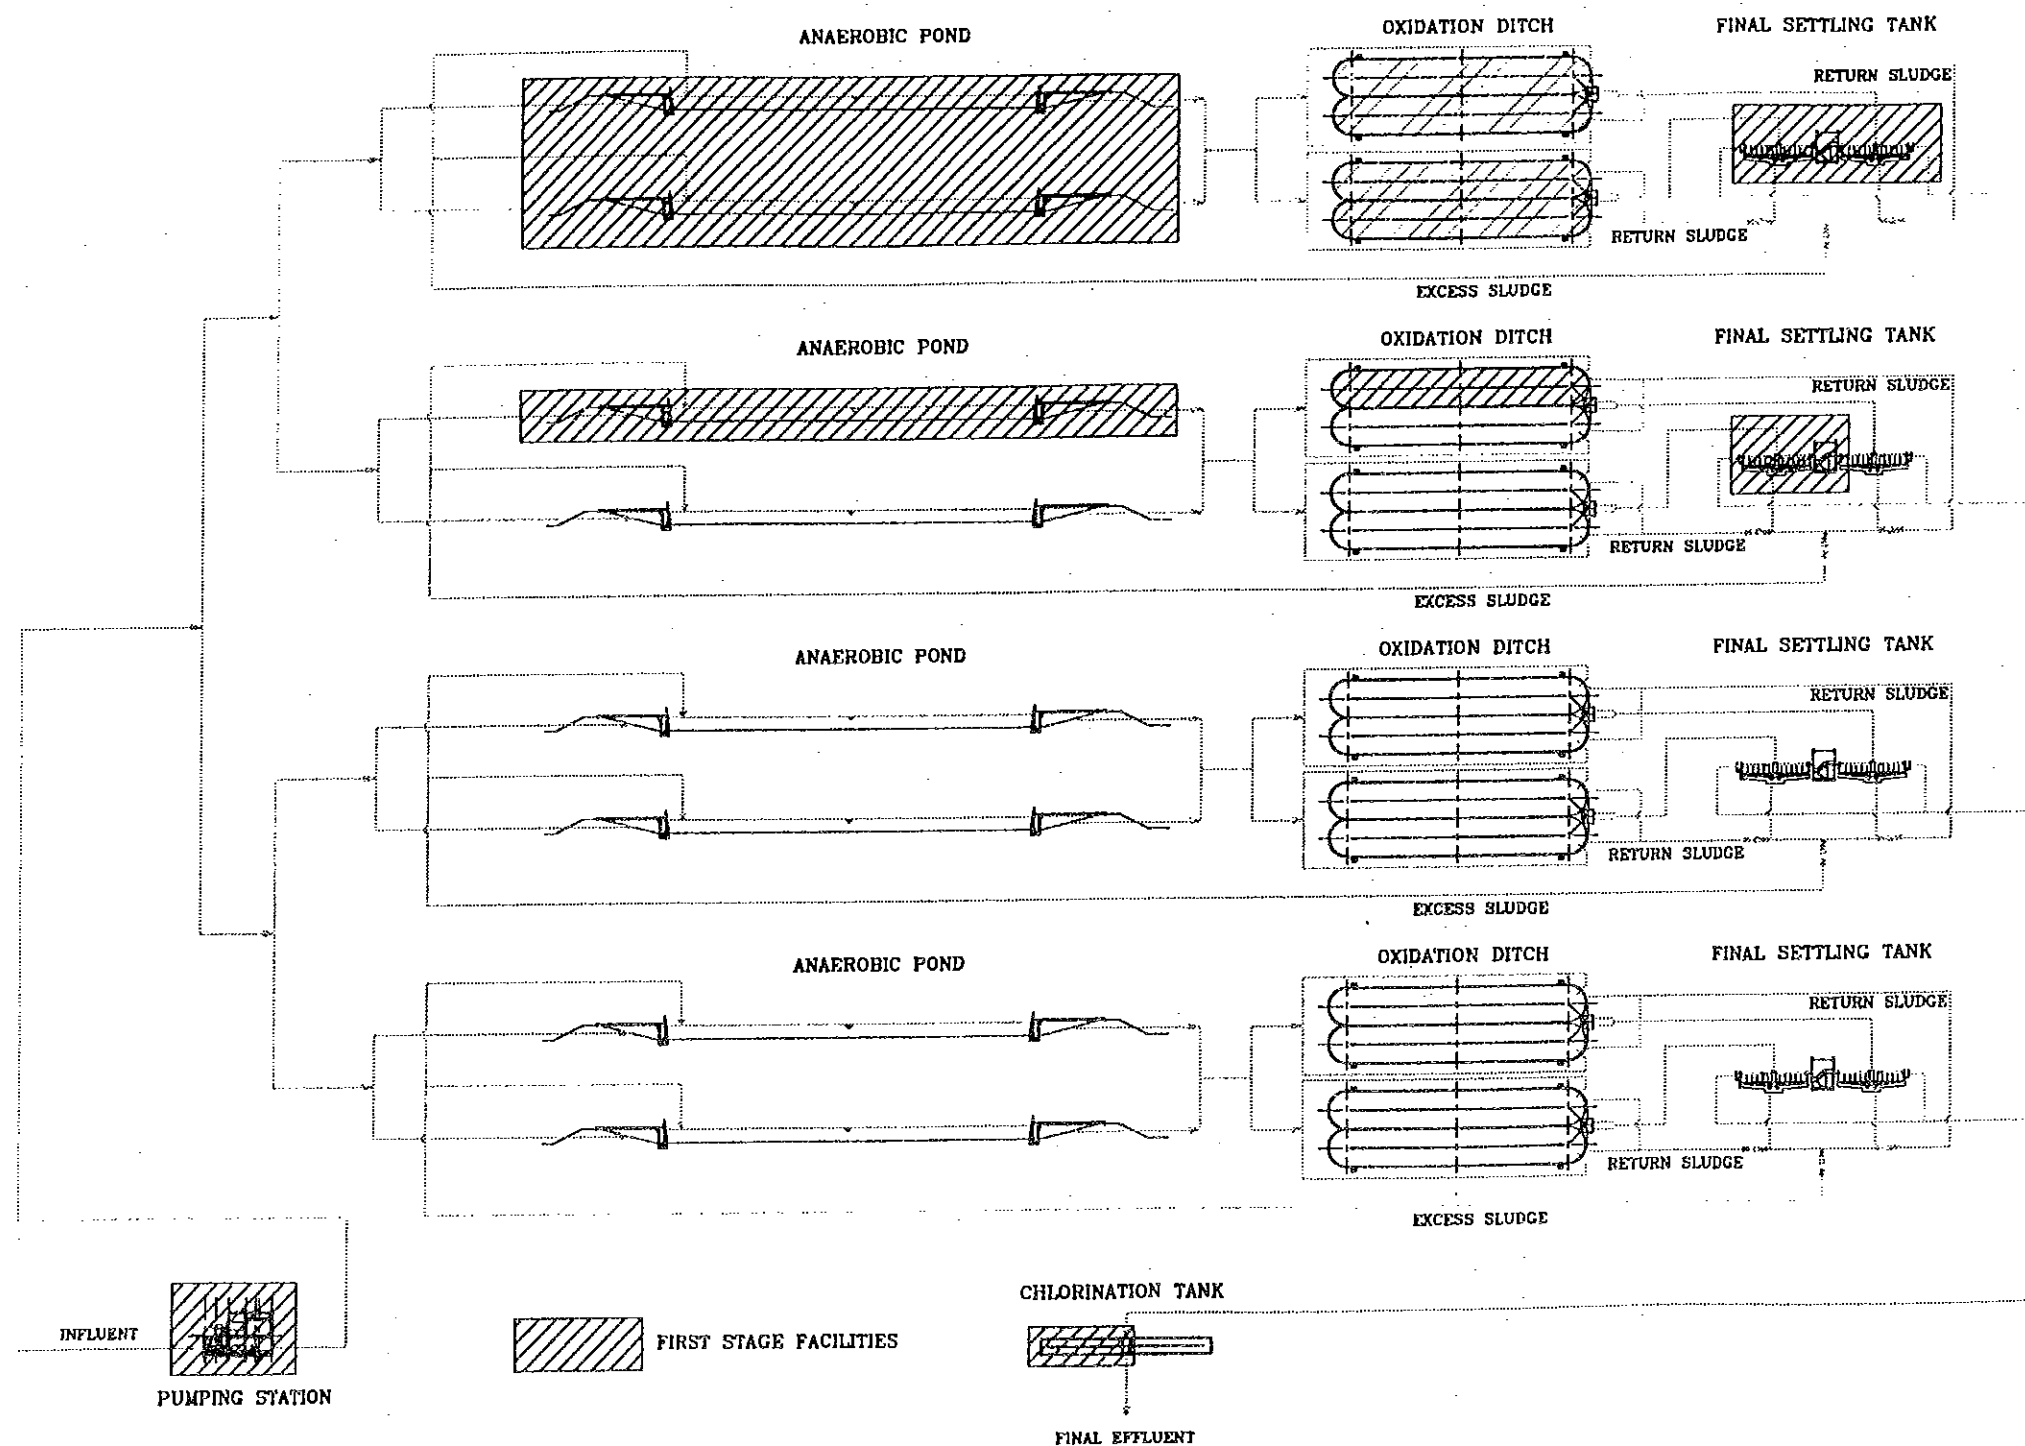 ANAEROBIC POND
OXIDATION DITCH
FINAL SETTLING TANK
RETURN SLUDGE
RETURN SLUDGE
EXCESS SLUDGE
ANAEROBIC POND
OXIDATION DITCH
FINAL SETTLING TANK
RETURN SLUDGE
RETURN SLUDGE
EXCESS SLUDGE
ANAEROBIC POND
OXIDATION DITCH
FINAL SETTLING TANK
RETURN SLUDGE
RETURN SLUDGE
EXCESS SLUDGE
ANAEROBIC POND
OXIDATION DITCH
FINAL SETTLING TANK
RETURN SLUDGE
RETURN SLUDGE
EXCESS SLUDGE
INFLUENT
PUMPING STATION
FIRST STAGE FACILITIES
CHLORINATION TANK
FINAL EFFLUENT